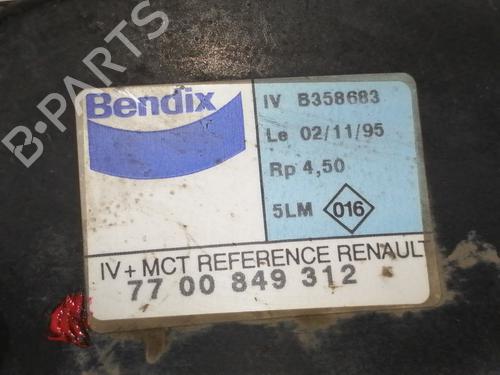 B-PARTS
Bendix
IV B358683
Le 02/11/95
Rp 4,50
5LM 016
IV + MCT REFERENCE RENAULT
77 00 849 312